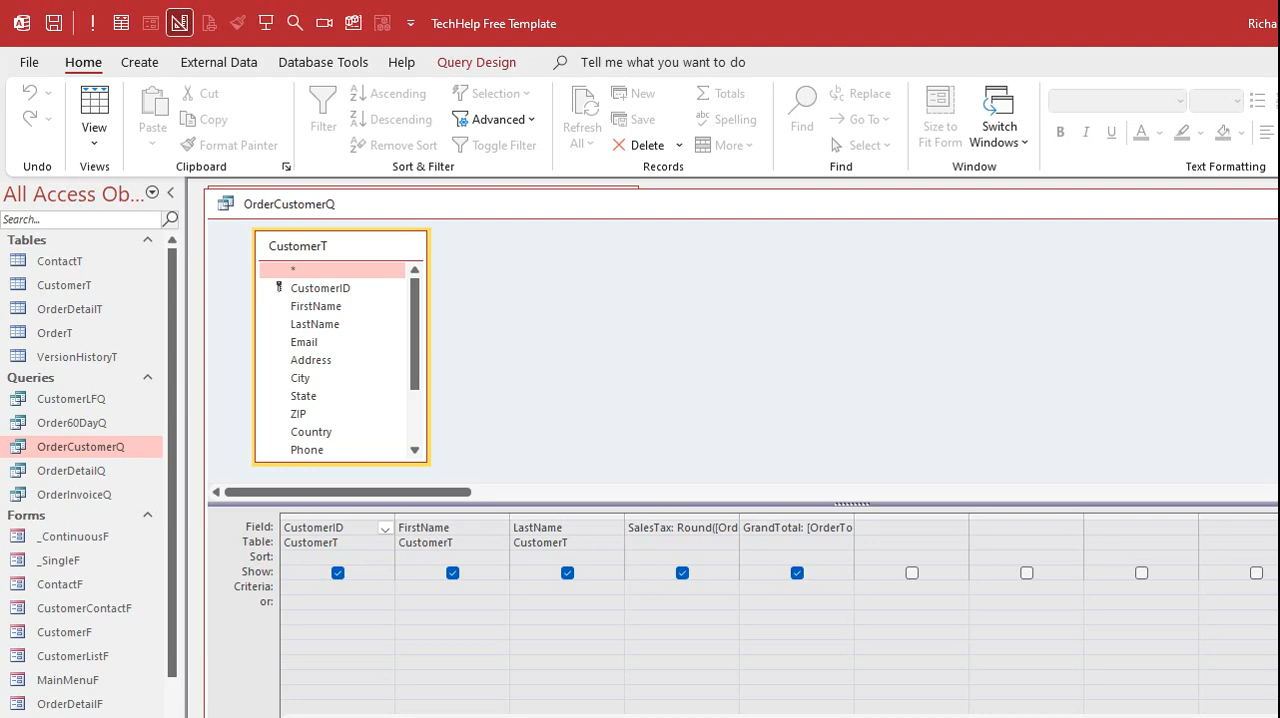 TechHelp Free Template
Richa
File Home Create External Data Database Tools Help Query Design Tell me what you want to do
Undo
View
Views
Paste
Cut
Copy
Format Painter
Clipboard
Filter
Ascending
Descending
Remove Sort
Selection
Advanced
Toggle Filter
Sort & Filter
Refresh
All
New
Save
Delete
Totals
Spelling
More
Records
Find
Replace
Go To
Select
Find
Size to
Fit Form
Switch
Windows
Window
B I U A
Text Formatting
All Access Ob...
Search...
Tables
ContactT
CustomerT
OrderDetailT
OrderT
VersionHistoryT
Queries
CustomerLFQ
Order60DayQ
OrderCustomerQ
OrderDetailQ
OrderInvoiceQ
Forms
_ContinuousF
_SingleF
ContactF
CustomerContactF
CustomerF
CustomerListF
MainMenuF
OrderDetailF
OrderCustomerQ
CustomerT
*
CustomerID
FirstName
LastName
Email
Address
City
State
ZIP
Country
Phone
Field: CustomerID FirstName LastName SalesTax: Round([Ord GrandTotal: [OrderTo
Table: CustomerT CustomerT CustomerT
Sort:
Show:
Criteria:
or: